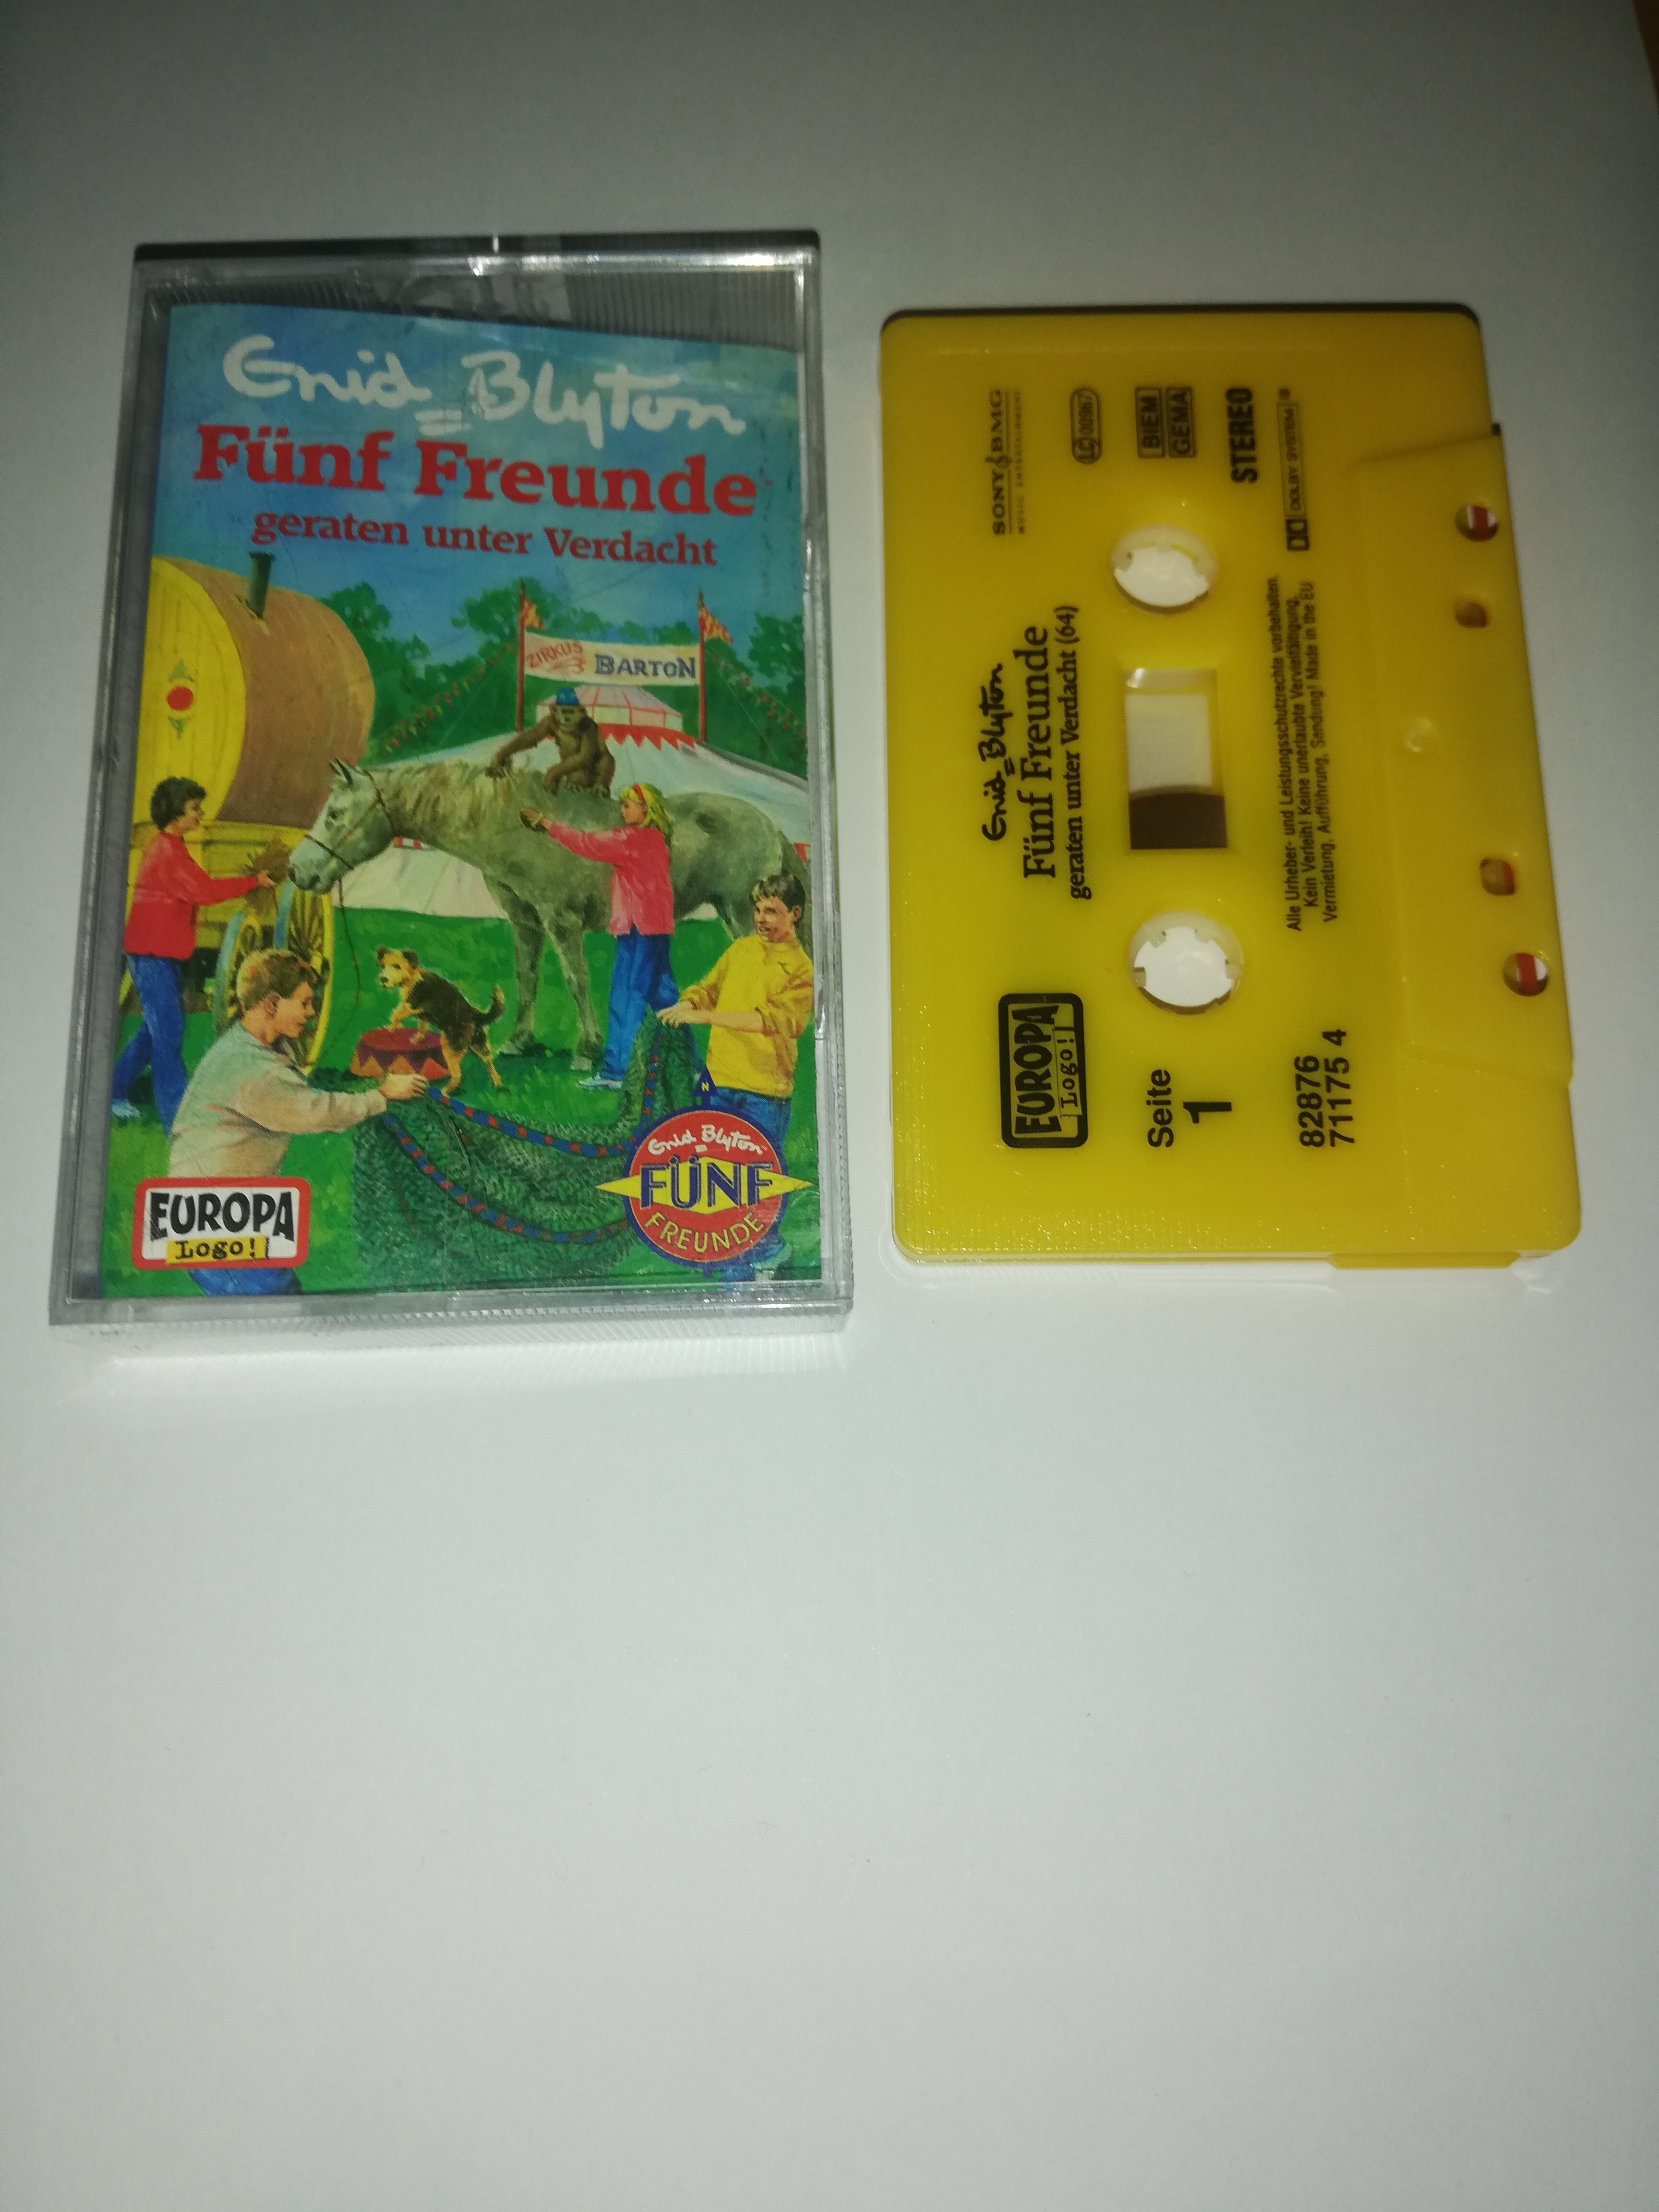 Enid Blyton
Fünf Freunde
geraten unter Verdacht
ZIRKUS
BARTON
EUROPA
Logo!
Enid Blyton
FÜNF
FREUNDE
SONY BMG
MUSIC ENTERTAINMENT
LC 00967
BIEM
GEMA
STEREO
DOLBY SYSTEM®
Enid Blyton
Fünf Freunde
geraten unter Verdacht (64)
Alle Urheber- und Leistungsschutzrechte vorbehalten.
Kein Verleih! Keine unerlaubte Vervielfältigung,
Vermietung, Aufführung, Sendung! Made in the EU
EUROPA
Logo!
Seite
1
82876
71175 4